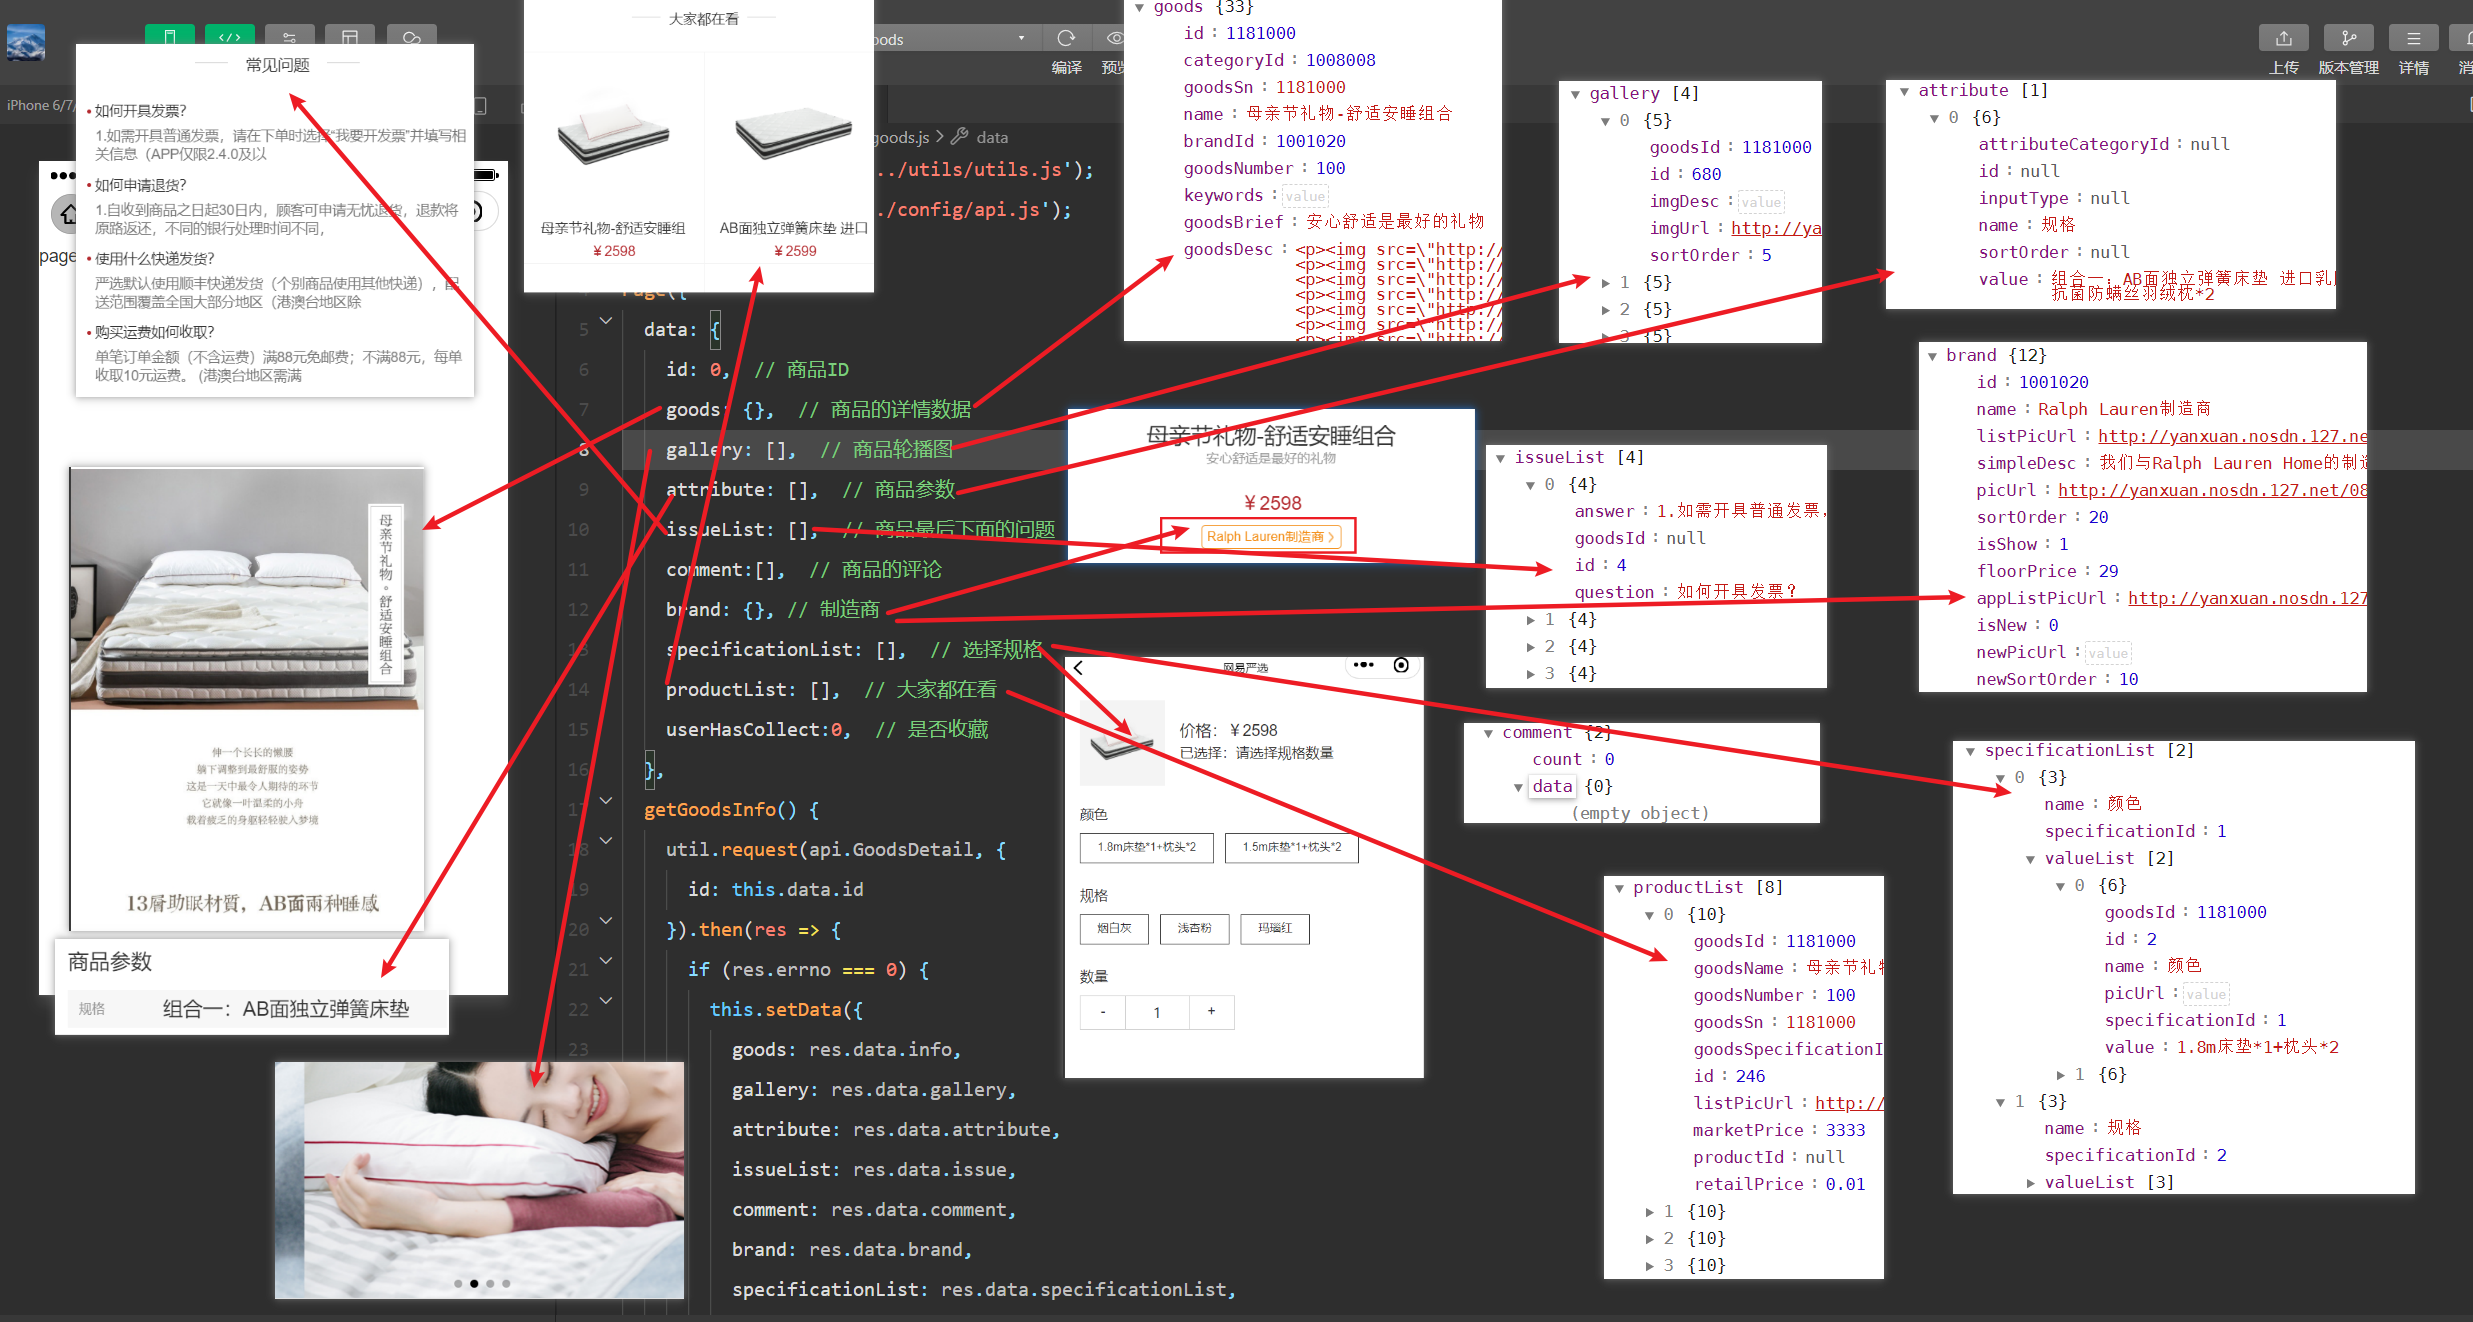 iPhone 6/7/
page
常见问题
如何开具发票?
1.如需开具普通发票，请在下单时选择“我要开发票”并填写相
关信息（APP仅限2.4.0及以
如何申请退货?
1.自收到商品之日起30日内，顾客可申请无忧退货，退款将
原路返还，不同的银行处理时间不同，
使用什么快递发货?
严选默认使用顺丰快递发货（个别商品使用其他快递），配
送范围覆盖全国大部分地区（港澳台地区除
购买运费如何收取?
单笔订单金额（不含运费）满88元免邮费；不满88元，每单
收取10元运费。(港澳台地区需满
母亲节礼物。舒适安睡组合
伸一个长长的懒腰
躺下调整到最舒服的姿势
这是一天中最令人期待的环节
它就像一叶温柔的小舟
载着疲乏的身躯轻轻驶入梦境
13層助眠材質，AB面兩种睡感
商品参数
规格 组合一：AB面独立弹簧床垫
大家都在看
母亲节礼物-舒适安睡组
￥2598
AB面独立弹簧床垫 进口
￥2599
oods
编译 预览
上传 版本管理 详情 消
goods.js > data
../utils/utils.js');
./config/api.js');
Page({
5 data: {
6 id: 0, // 商品ID
7 goods: {}, // 商品的详情数据
8 gallery: [], // 商品轮播图
9 attribute: [], // 商品参数
10 issueList: [], // 商品最后下面的问题
11 comment:[], // 商品的评论
12 brand: {}, // 制造商
13 specificationList: [], // 选择规格
14 productList: [], // 大家都在看
15 userHasCollect:0, // 是否收藏
16 },
17 getGoodsInfo() {
18 util.request(api.GoodsDetail, {
19 id: this.data.id
20 }).then(res => {
21 if (res.errno === 0) {
22 this.setData({
23 goods: res.data.info,
gallery: res.data.gallery,
attribute: res.data.attribute,
issueList: res.data.issue,
comment: res.data.comment,
brand: res.data.brand,
specificationList: res.data.specificationList,
母亲节礼物-舒适安睡组合
安心舒适是最好的礼物
￥2598
Ralph Lauren制造商 >
网易严选
价格：￥2598
已选择：请选择规格数量
颜色
1.8m床垫*1+枕头*2 1.5m床垫*1+枕头*2
规格
烟白灰 浅杏粉 玛瑙红
数量
- 1 +
goods {33}
id : 1181000
categoryId : 1008008
goodsSn : 1181000
name : 母亲节礼物-舒适安睡组合
brandId : 1001020
goodsNumber : 100
keywords : value
goodsBrief : 安心舒适是最好的礼物
goodsDesc : <p><img src=\"http:/
<p><img src=\"http:/
<p><img src=\"http:/
<p><img src=\"http:/
<p><img src=\"http:/
<p><img src=\"http:/
<p><img src=\"http:/
gallery [4]
0 {5}
goodsId : 1181000
id : 680
imgDesc : value
imgUrl : http://ya
sortOrder : 5
1 {5}
2 {5}
3 {5}
attribute [1]
0 {6}
attributeCategoryId : null
id : null
inputType : null
name : 规格
sortOrder : null
value : 组合一：AB面独立弹簧床垫 进口乳
抗菌防螨丝羽绒枕*2
brand {12}
id : 1001020
name : Ralph Lauren制造商
listPicUrl : http://yanxuan.nosdn.127.ne
simpleDesc : 我们与Ralph Lauren Home的制造
picUrl : http://yanxuan.nosdn.127.net/08
sortOrder : 20
isShow : 1
floorPrice : 29
appListPicUrl : http://yanxuan.nosdn.127
isNew : 0
newPicUrl : value
newSortOrder : 10
issueList [4]
0 {4}
answer : 1.如需开具普通发票，
goodsId : null
id : 4
question : 如何开具发票？
1 {4}
2 {4}
3 {4}
comment {2}
count : 0
data {0}
(empty object)
productList [8]
0 {10}
goodsId : 1181000
goodsName : 母亲节礼物
goodsNumber : 100
goodsSn : 1181000
goodsSpecificationI
id : 246
listPicUrl : http://
marketPrice : 3333
productId : null
retailPrice : 0.01
1 {10}
2 {10}
3 {10}
specificationList [2]
0 {3}
name : 颜色
specificationId : 1
valueList [2]
0 {6}
goodsId : 1181000
id : 2
name : 颜色
picUrl : value
specificationId : 1
value : 1.8m床垫*1+枕头*2
1 {6}
1 {3}
name : 规格
specificationId : 2
valueList [3]